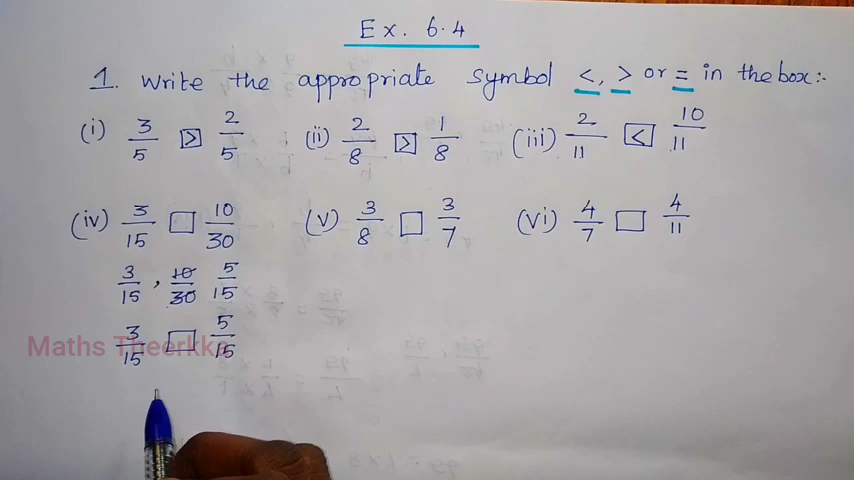 Ex. 6.4
1. Write the appropriate symbol <, > or = in the box:-
(i) 3/5 [>] 2/5 (ii) 2/8 [>] 1/8 (iii) 2/11 [<] 10/11
(iv) 3/15 □ 10/30 (v) 3/8 □ 3/7 (vi) 4/7 □ 4/11
3/15 , 10/30 5/15
3/15 □ 5/15
Maths Theerkka